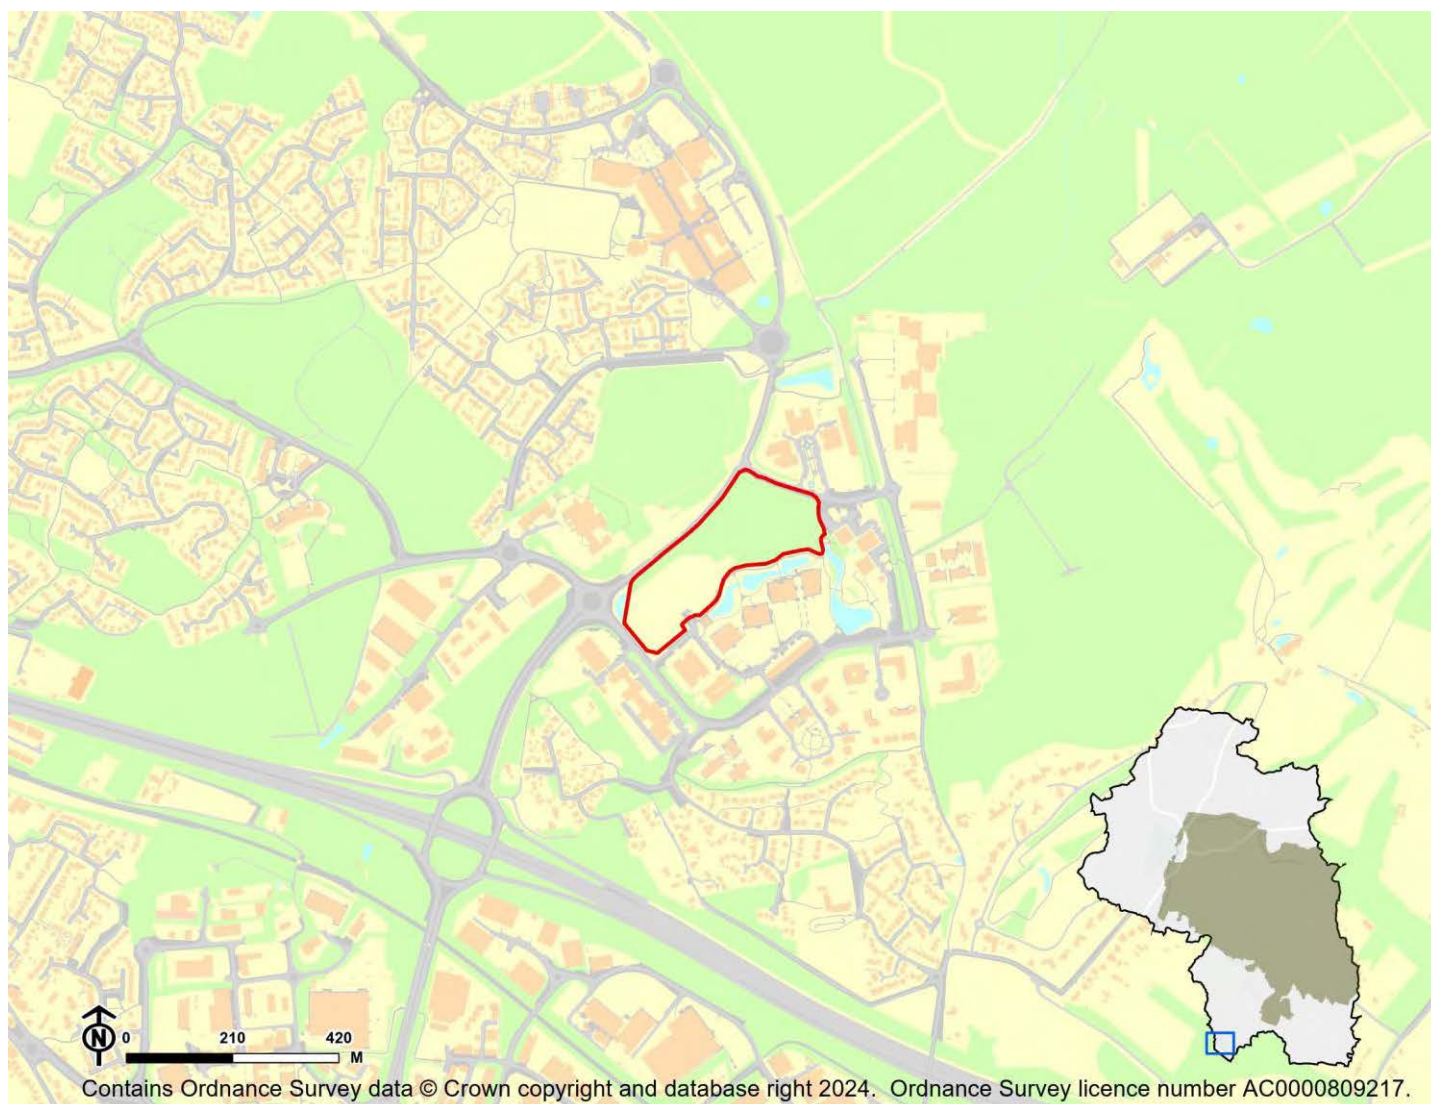 N 0 210 420
M
Contains Ordnance Survey data © Crown copyright and database right 2024. Ordnance Survey licence number AC0000809217.